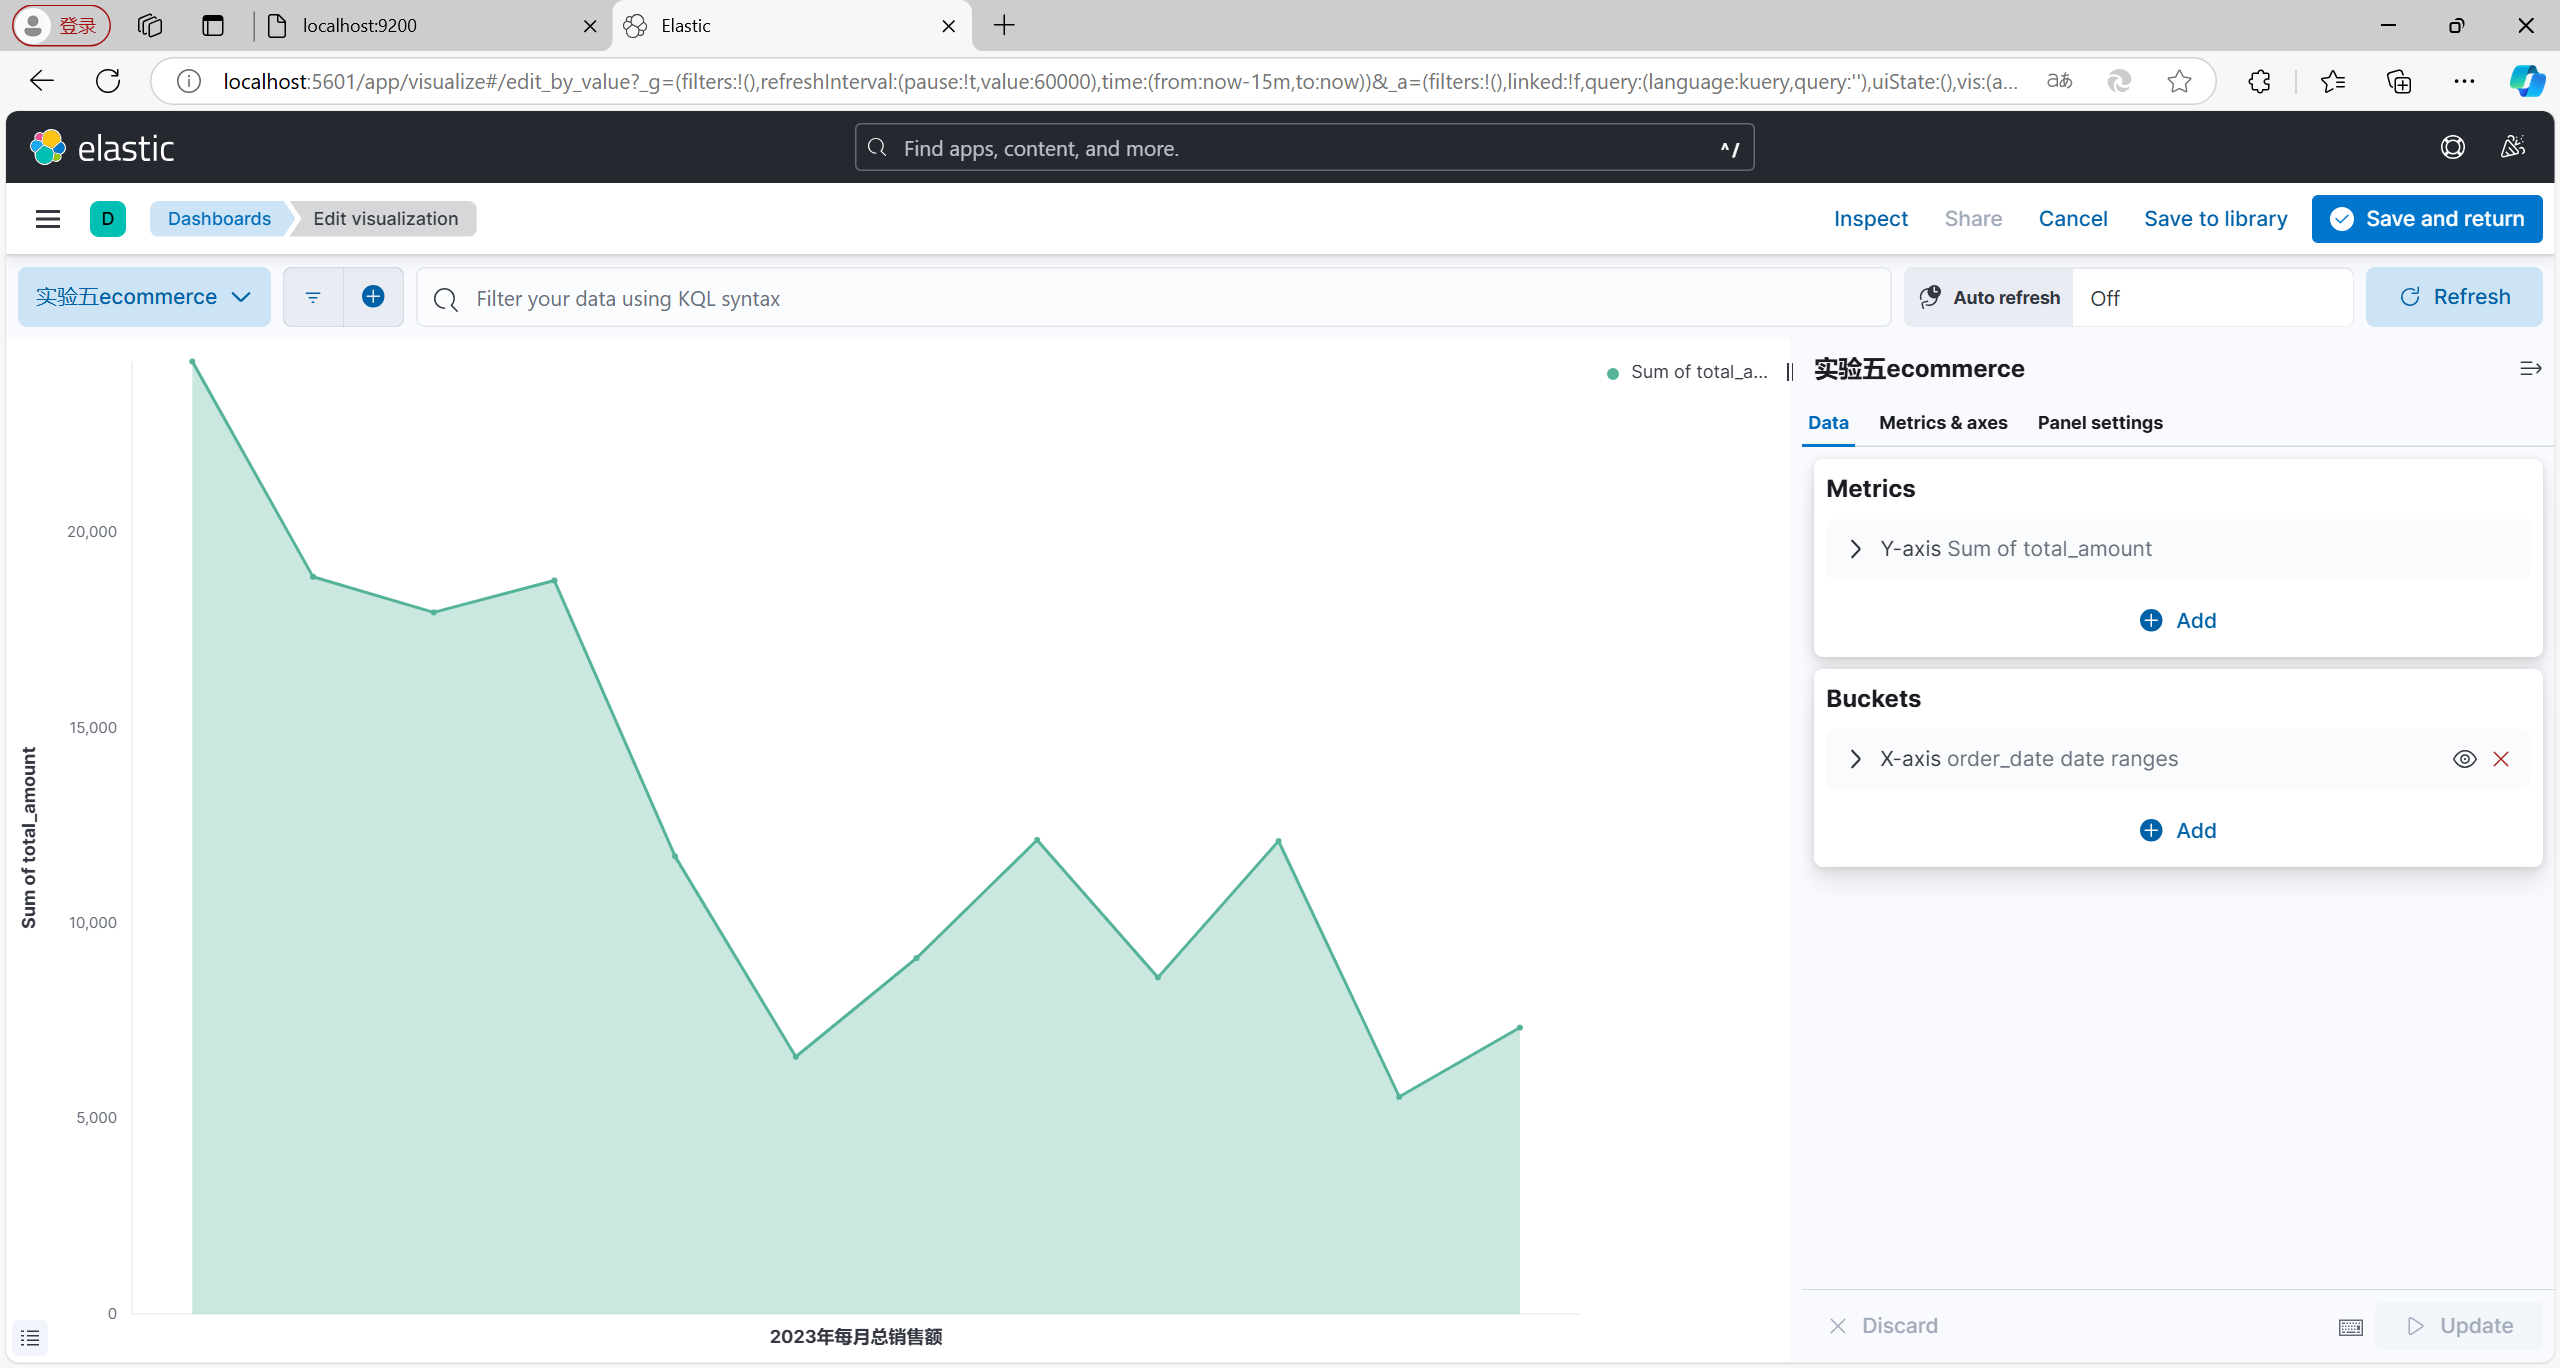 登录
localhost:9200
Elastic
localhost:5601/app/visualize#/edit_by_value?_g=(filters:!(),refreshInterval:(pause:!t,value:60000),time:(from:now-15m,to:now))&_a=(filters:!(),linked:!f,query:(language:kuery,query:''),uiState:(),vis:(a...
aあ
elastic
Find apps, content, and more.
^/
D
Dashboards
Edit visualization
Inspect
Share
Cancel
Save to library
Save and return
实验五ecommerce
Filter your data using KQL syntax
Auto refresh
Off
Refresh
Sum of total_a...
实验五ecommerce
Data
Metrics & axes
Panel settings
Metrics
Y-axis Sum of total_amount
Add
Buckets
X-axis order_date date ranges
Add
20,000
15,000
10,000
5,000
0
Sum of total_amount
2023年每月总销售额
Discard
Update